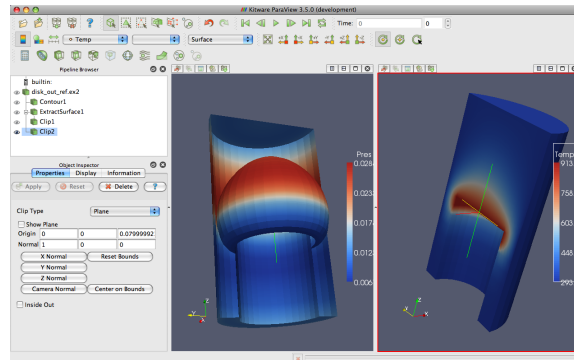 Kitware ParaView 3.5.0 (development)
Time: 0 0
Temp Surface
Pipeline Browser
builtin:
disk_out_ref.ex2
Contour1
ExtractSurface1
Clip1
Clip2
Object Inspector
Properties Display Information
Apply Reset Delete ?
Clip Type Plane
Show Plane
Origin 0 0 0.07999992
Normal 1 0 0
X Normal Reset Bounds
Y Normal
Z Normal
Camera Normal Center on Bounds
Inside Out
Pres
0.028
0.023
0.017
0.012
0.006
Temp
913
758
603
448
293